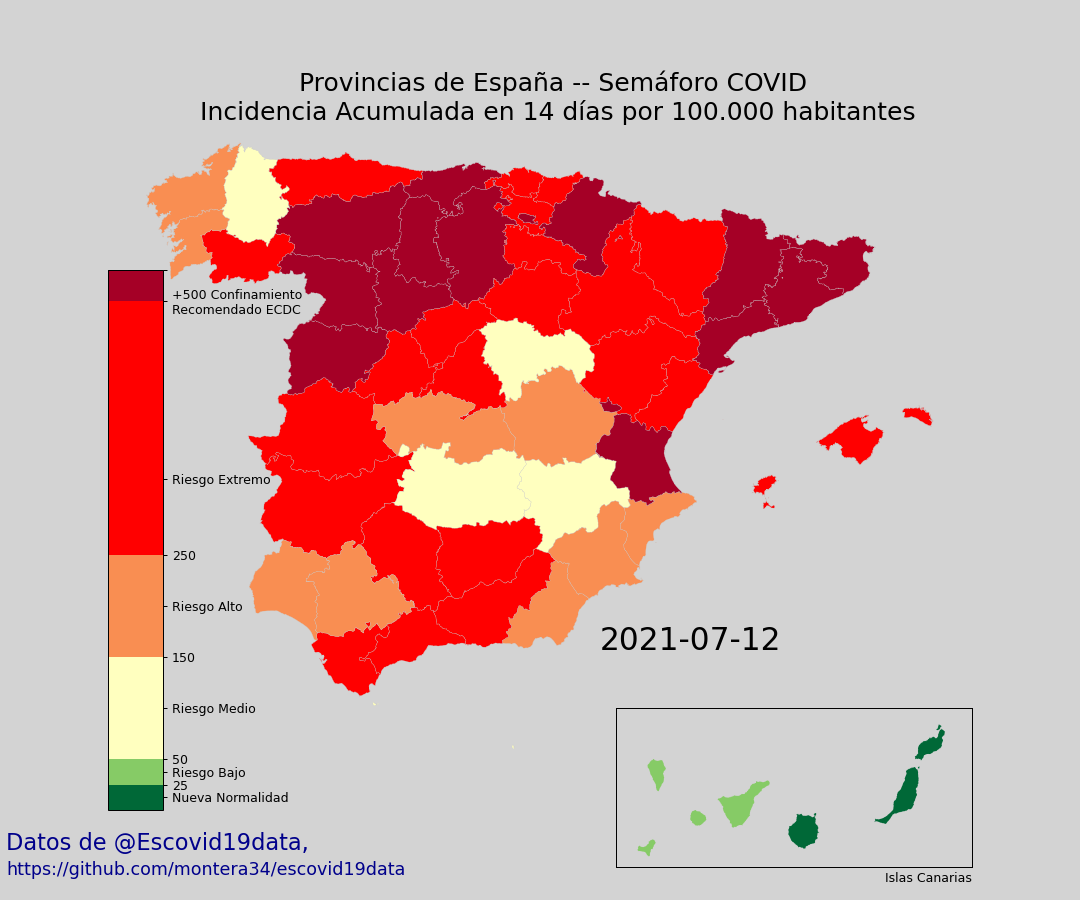 Provincias de España -- Semáforo COVID
Incidencia Acumulada en 14 días por 100.000 habitantes
+500 Confinamiento
Recomendado ECDC
Riesgo Extremo
250
Riesgo Alto
150
Riesgo Medio
50
Riesgo Bajo
25
Nueva Normalidad
2021-07-12
Islas Canarias
Datos de @Escovid19data,
https://github.com/montera34/escovid19data